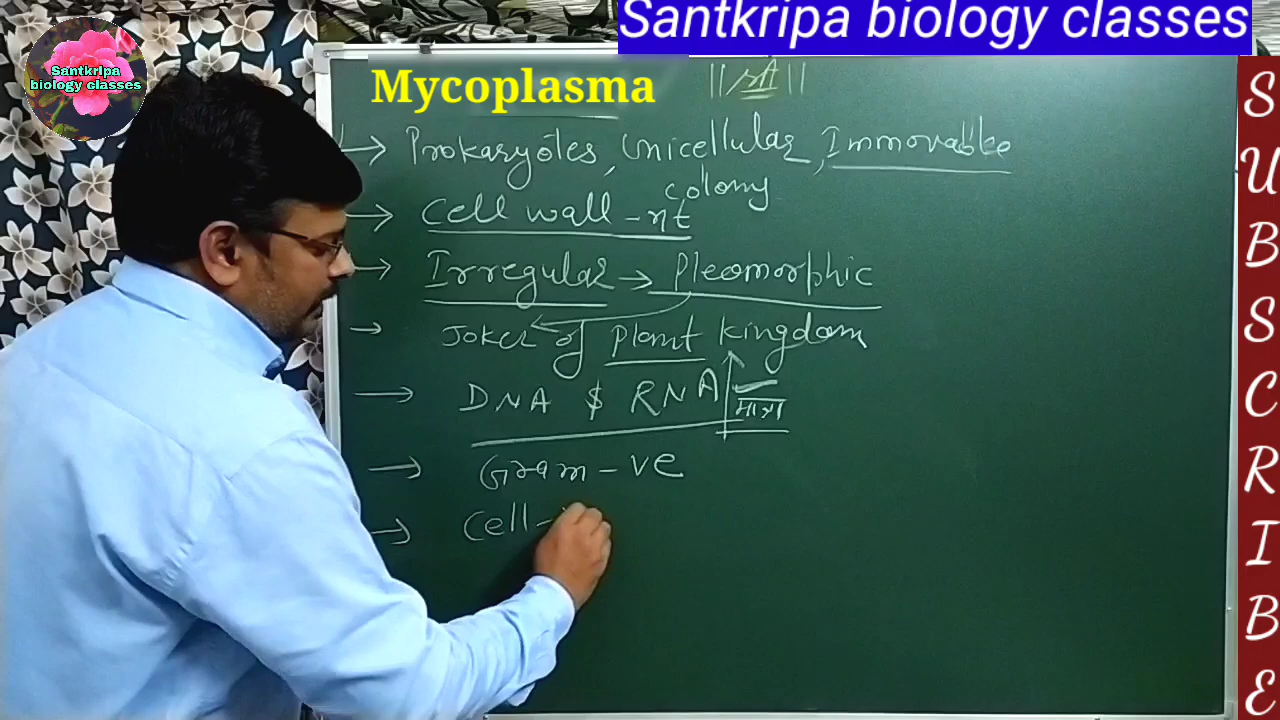 Santkripa biology classes
Santkripa
biology classes
Mycoplasma
|| श्री ||
→ Prokaryotes, Unicellular, Immovable
colony
→ Cell wall - nt
→ Irregular → Pleomorphic
→ Joker of Plant kingdom
→ DNA $ RNA मात्रा
→ Gram -ve
→ Cell -
SUBSCRIBE